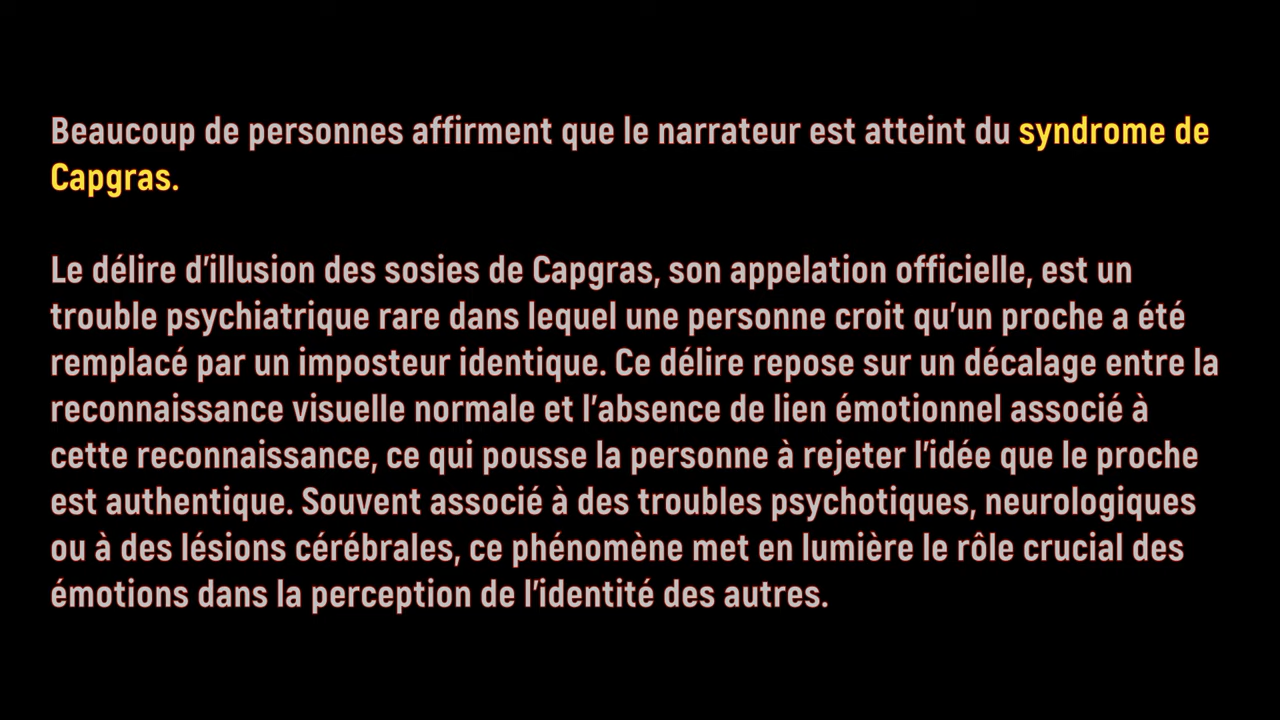 Beaucoup de personnes affirment que le narrateur est atteint du syndrome de
Capgras.
Le délire d'illusion des sosies de Capgras, son appelation officielle, est un
trouble psychiatrique rare dans lequel une personne croit qu'un proche a été
remplacé par un imposteur identique. Ce délire repose sur un décalage entre la
reconnaissance visuelle normale et l'absence de lien émotionnel associé à
cette reconnaissance, ce qui pousse la personne à rejeter l'idée que le proche
est authentique. Souvent associé à des troubles psychotiques, neurologiques
ou à des lésions cérébrales, ce phénomène met en lumière le rôle crucial des
émotions dans la perception de l'identité des autres.